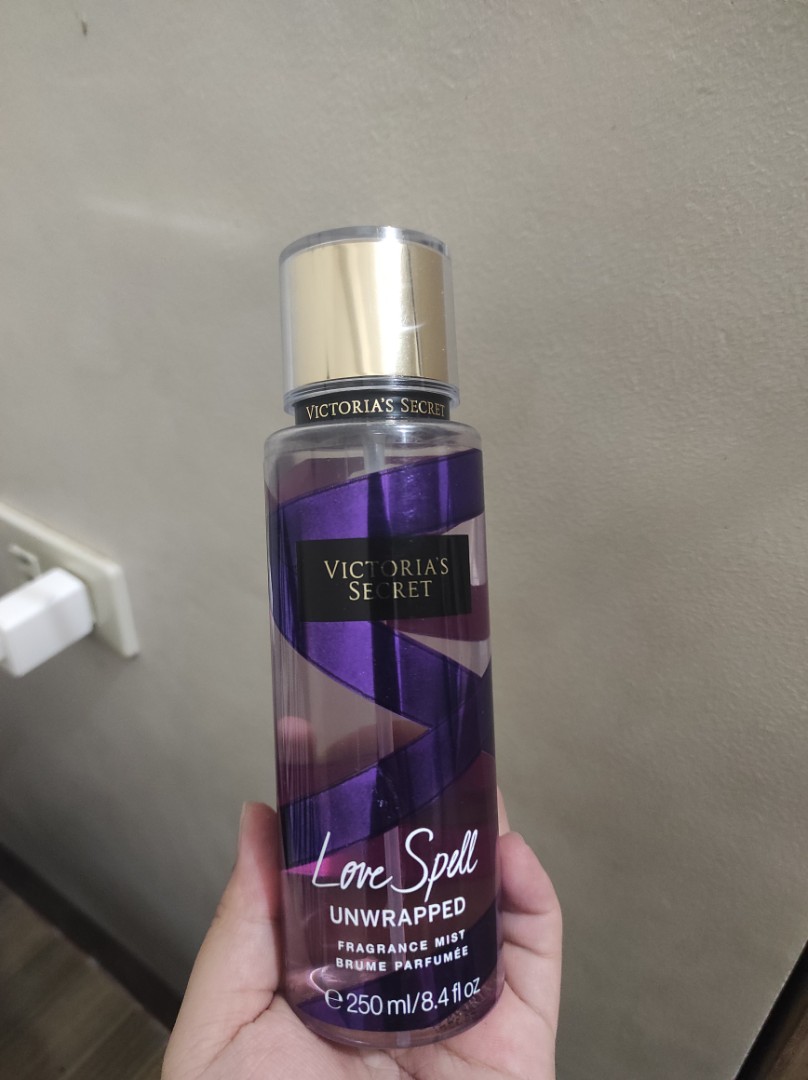 VICTORIA'S SECRET
VICTORIA'S
SECRET
Love Spell
UNWRAPPED
FRAGRANCE MIST
BRUME PARFUMÉE
℮ 250 ml/8.4 fl oz